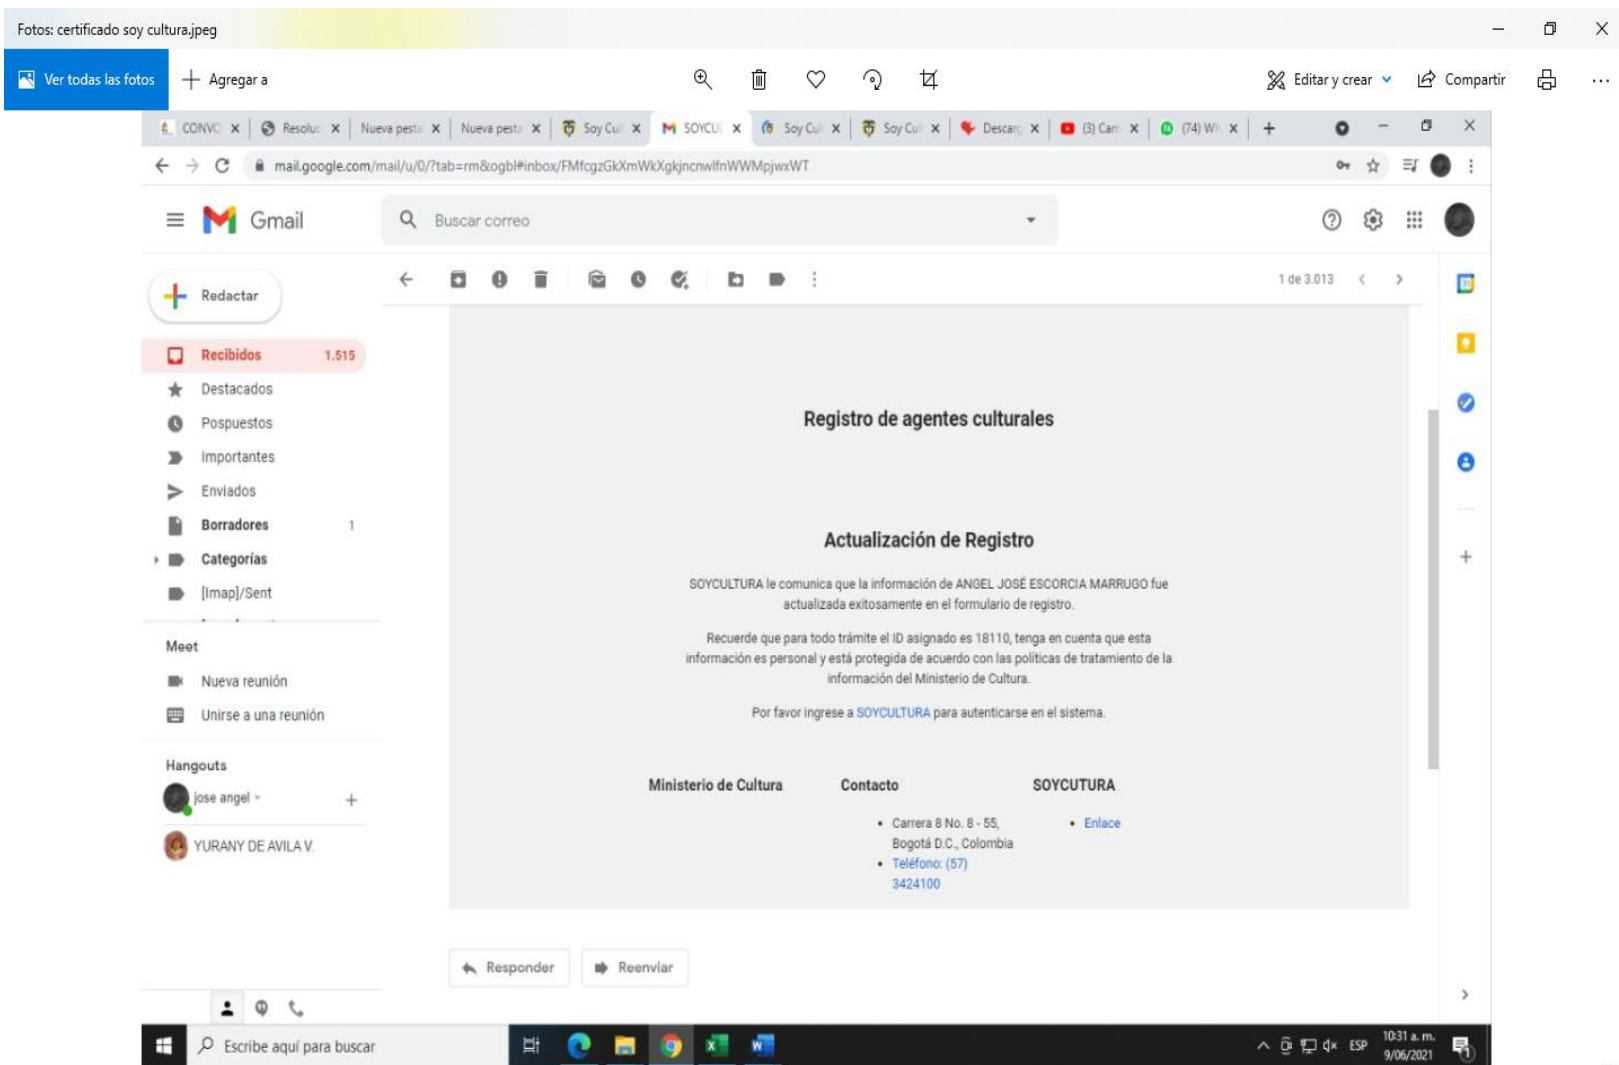 Fotos: certificado soy cultura.jpeg
Ver todas las fotos
Agregar a
Editar y crear
Compartir
CONVO
Resoluc
Nueva pesta
Nueva pesta
Soy Cul
SOYCUL
Soy Cul
Soy Cul
Descarg
(3) Cam
(74) Wh
mail.google.com/mail/u/0/?tab=rm&ogbl#inbox/FMfcgzGkXmWkXgkjncnwlfnWWMpjwxWT
Gmail
Buscar correo
Redactar
1 de 3.013
Recibidos 1.515
Destacados
Pospuestos
Importantes
Enviados
Borradores 1
Categorías
[Imap]/Sent
Meet
Nueva reunión
Unirse a una reunión
Hangouts
jose angel
YURANY DE AVILA V.
Registro de agentes culturales
Actualización de Registro
SOYCULTURA le comunica que la información de ANGEL JOSÉ ESCORCIA MARRUGO fue
actualizada exitosamente en el formulario de registro.
Recuerde que para todo trámite el ID asignado es 18110, tenga en cuenta que esta
información es personal y está protegida de acuerdo con las políticas de tratamiento de la
información del Ministerio de Cultura.
Por favor ingrese a SOYCULTURA para autenticarse en el sistema.
Ministerio de Cultura
Contacto
Carrera 8 No. 8 - 55,
Bogotá D.C., Colombia
Teléfono: (57)
3424100
SOYCUTURA
Enlace
Responder
Reenviar
Escribe aquí para buscar
ESP
10:31 a. m.
9/06/2021